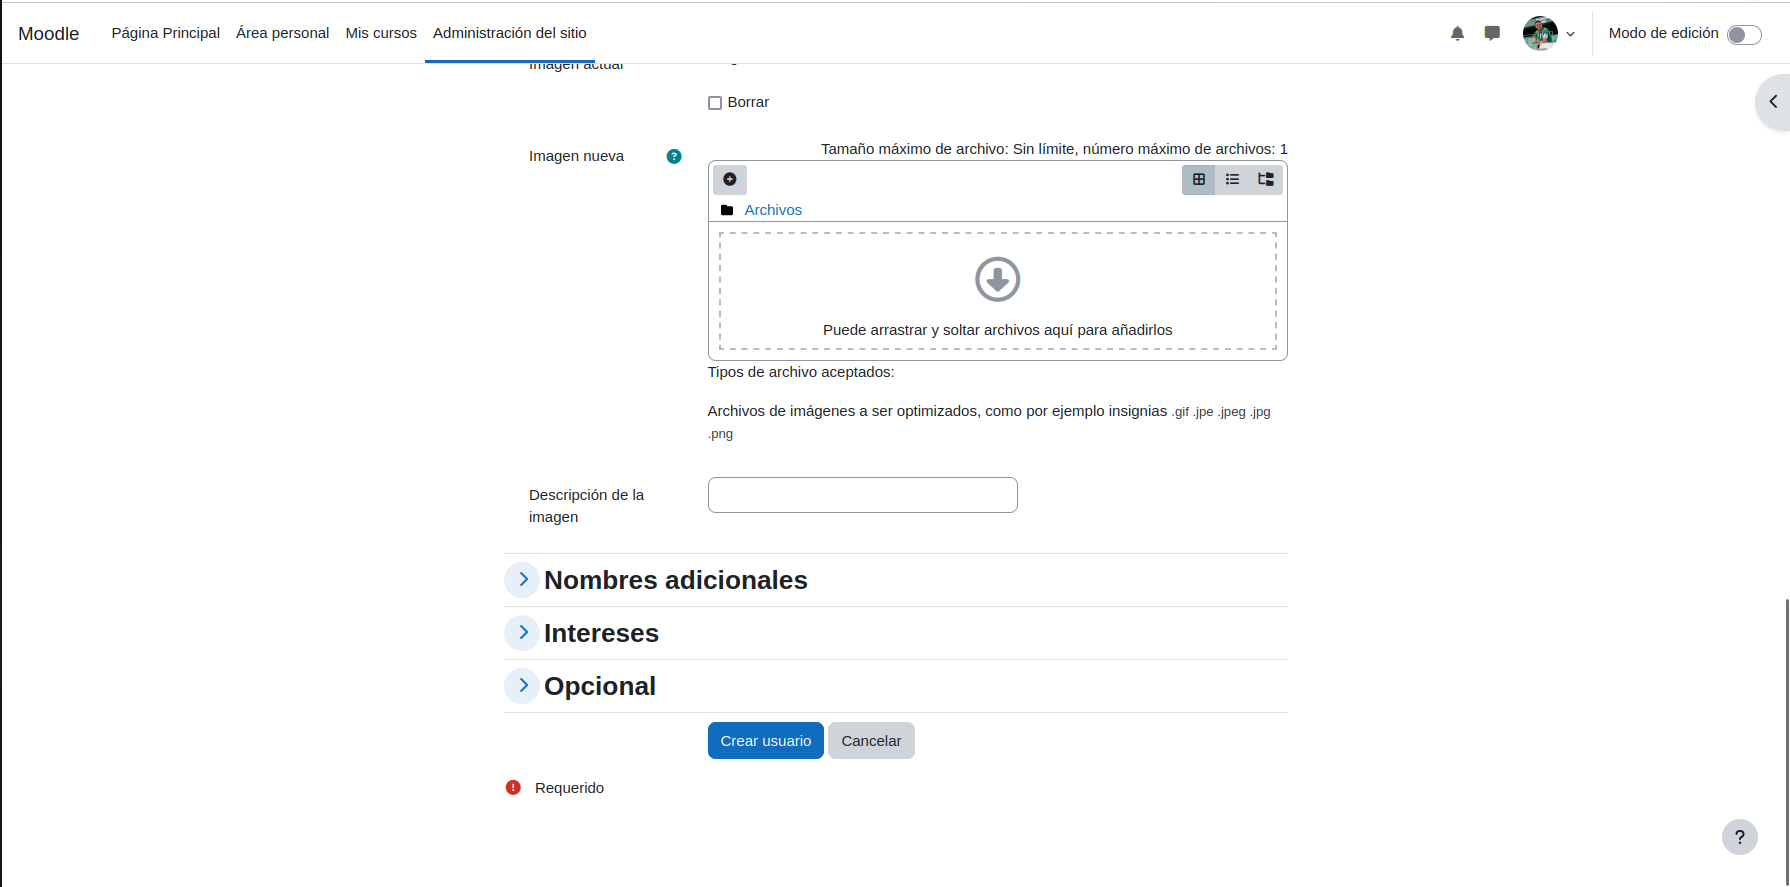 Moodle
Página Principal
Área personal
Mis cursos
Administración del sitio
Modo de edición
Imagen actual
Borrar
Imagen nueva
Tamaño máximo de archivo: Sin límite, número máximo de archivos: 1
Archivos
Puede arrastrar y soltar archivos aquí para añadirlos
Tipos de archivo aceptados:
Archivos de imágenes a ser optimizados, como por ejemplo insignias .gif .jpe .jpeg .jpg
.png
Descripción de la
imagen
Nombres adicionales
Intereses
Opcional
Crear usuario
Cancelar
Requerido
?